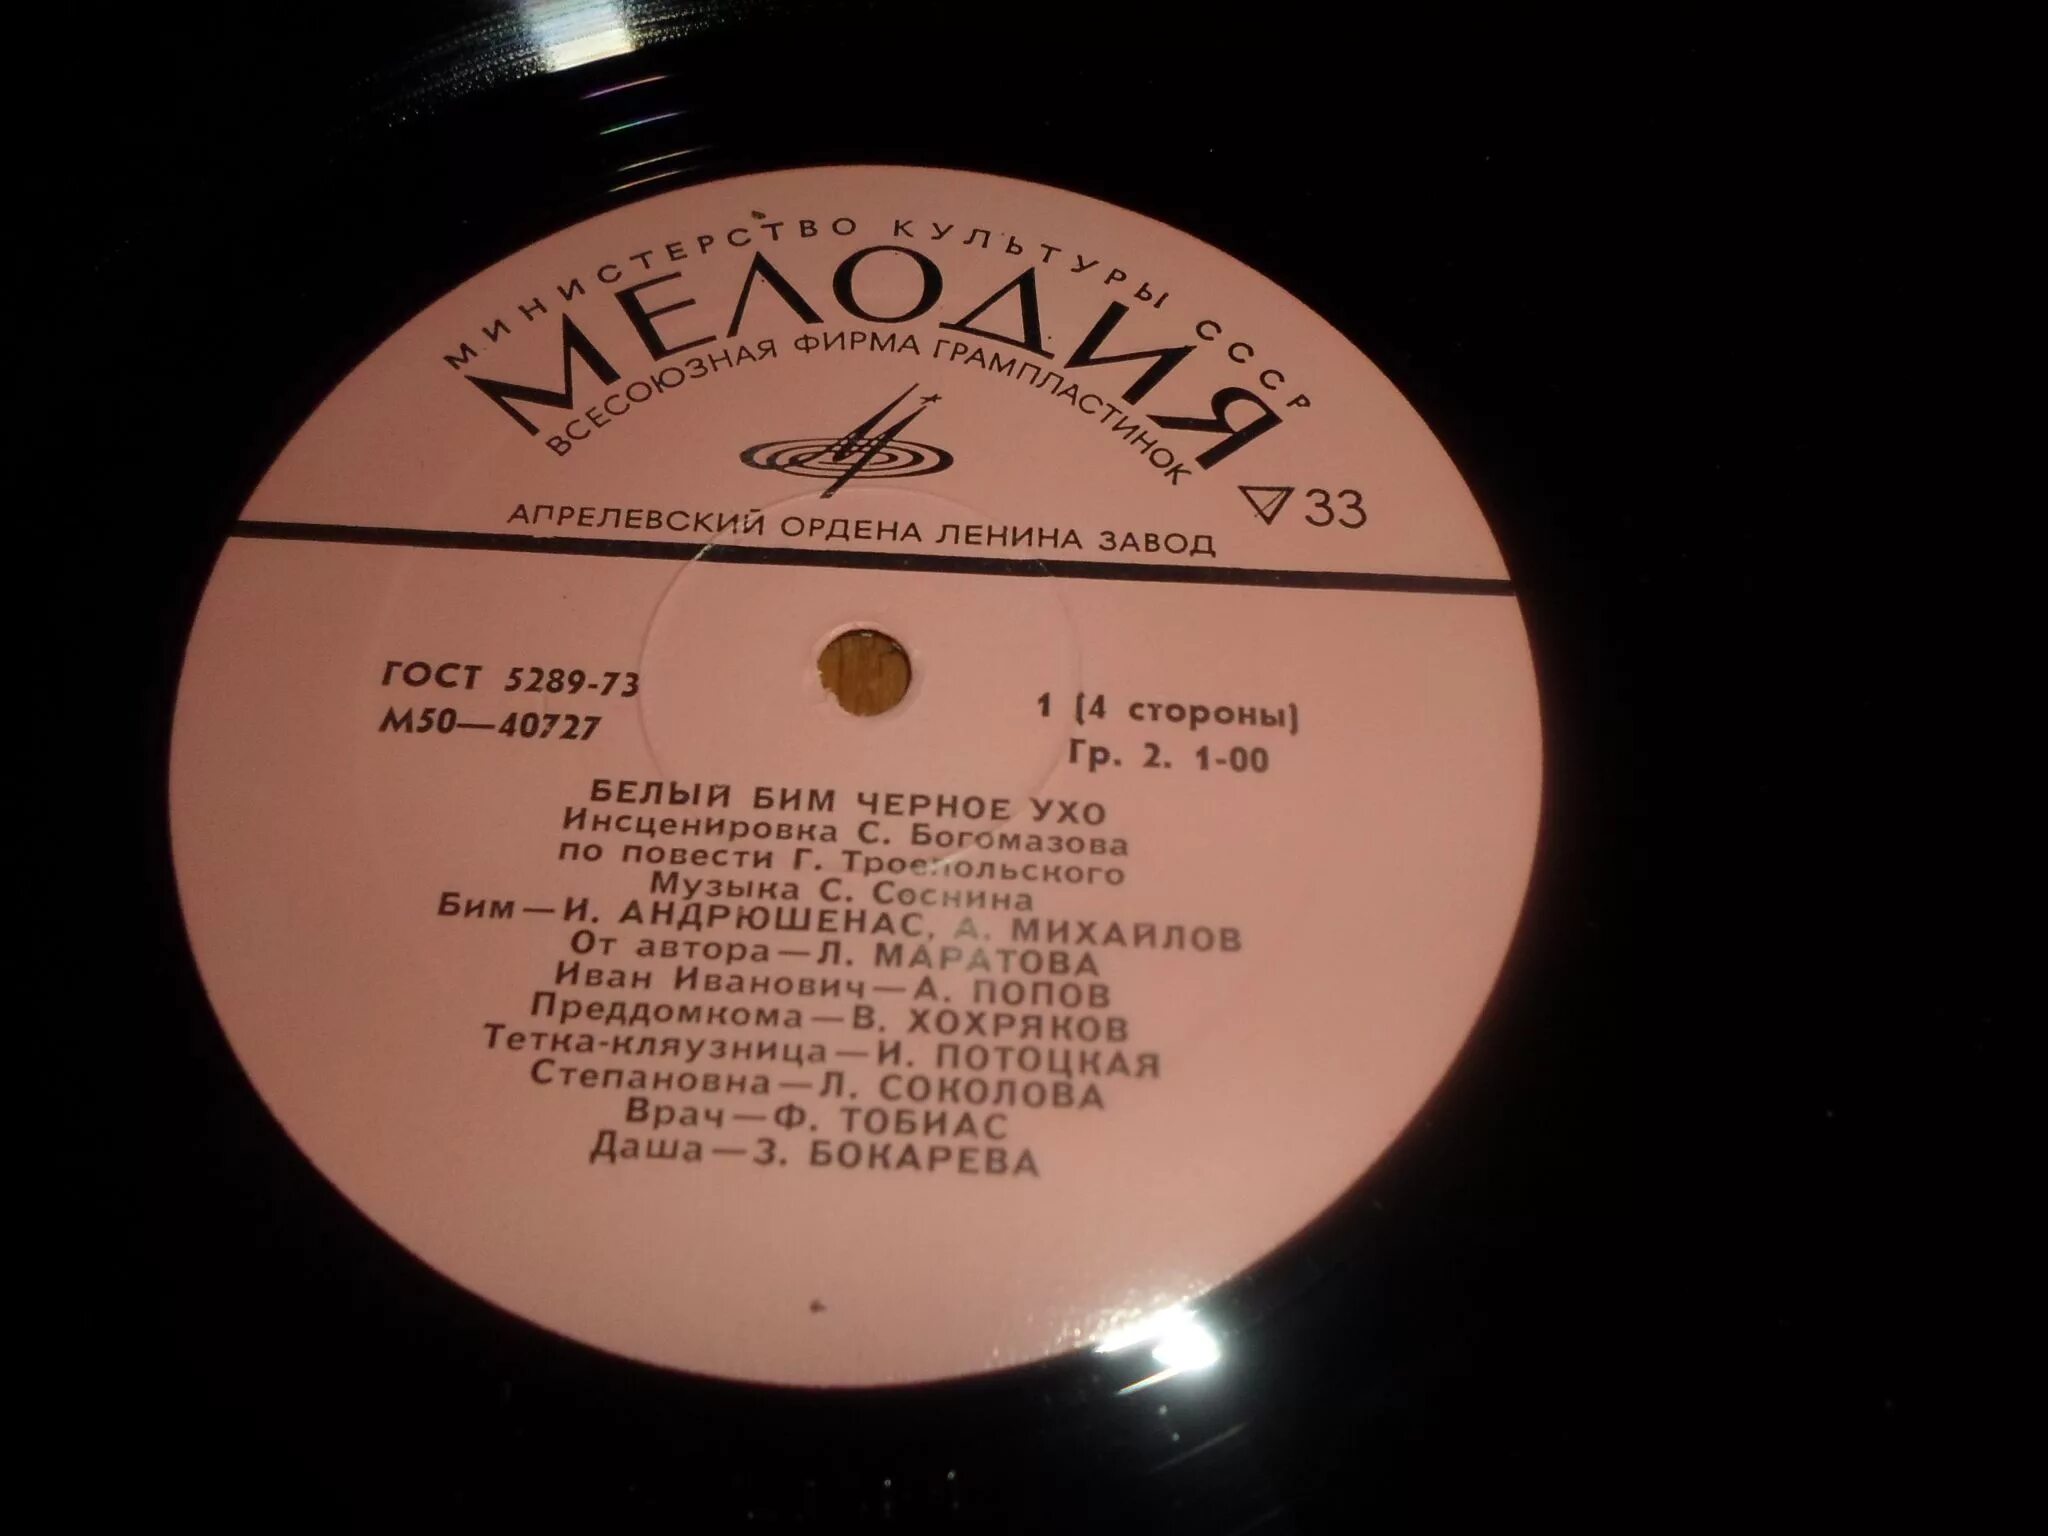 МИНИСТЕРСТВО КУЛЬТУРЫ СССР
МЕЛОДИЯ
ВСЕСОЮЗНАЯ ФИРМА ГРАМПЛАСТИНОК
33
АПРЕЛЕВСКИЙ ОРДЕНА ЛЕНИНА ЗАВОД
ГОСТ 5289-73
М50—40727
1 (4 стороны)
Гр. 2. 1-00
БЕЛЫЙ БИМ ЧЕРНОЕ УХО
Инсценировка С. Богомазова
по повести Г. Троепольского
Музыка С. Соснина
Бим—И. АНДРЮШЕНАС, А. МИХАЙЛОВ
От автора—Л. МАРАТОВА
Иван Иванович—А. ПОПОВ
Преддомкома—В. ХОХРЯКОВ
Тетка-кляузница—И. ПОТОЦКАЯ
Степановна—Л. СОКОЛОВА
Врач—Ф. ТОБИАС
Даша—З. БОКАРЕВА